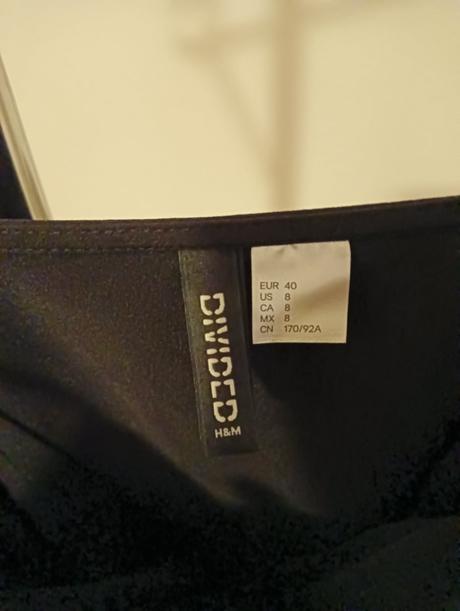 DIVIDED
H&M
EUR 40
US 8
CA 8
MX 8
CN 170/92A